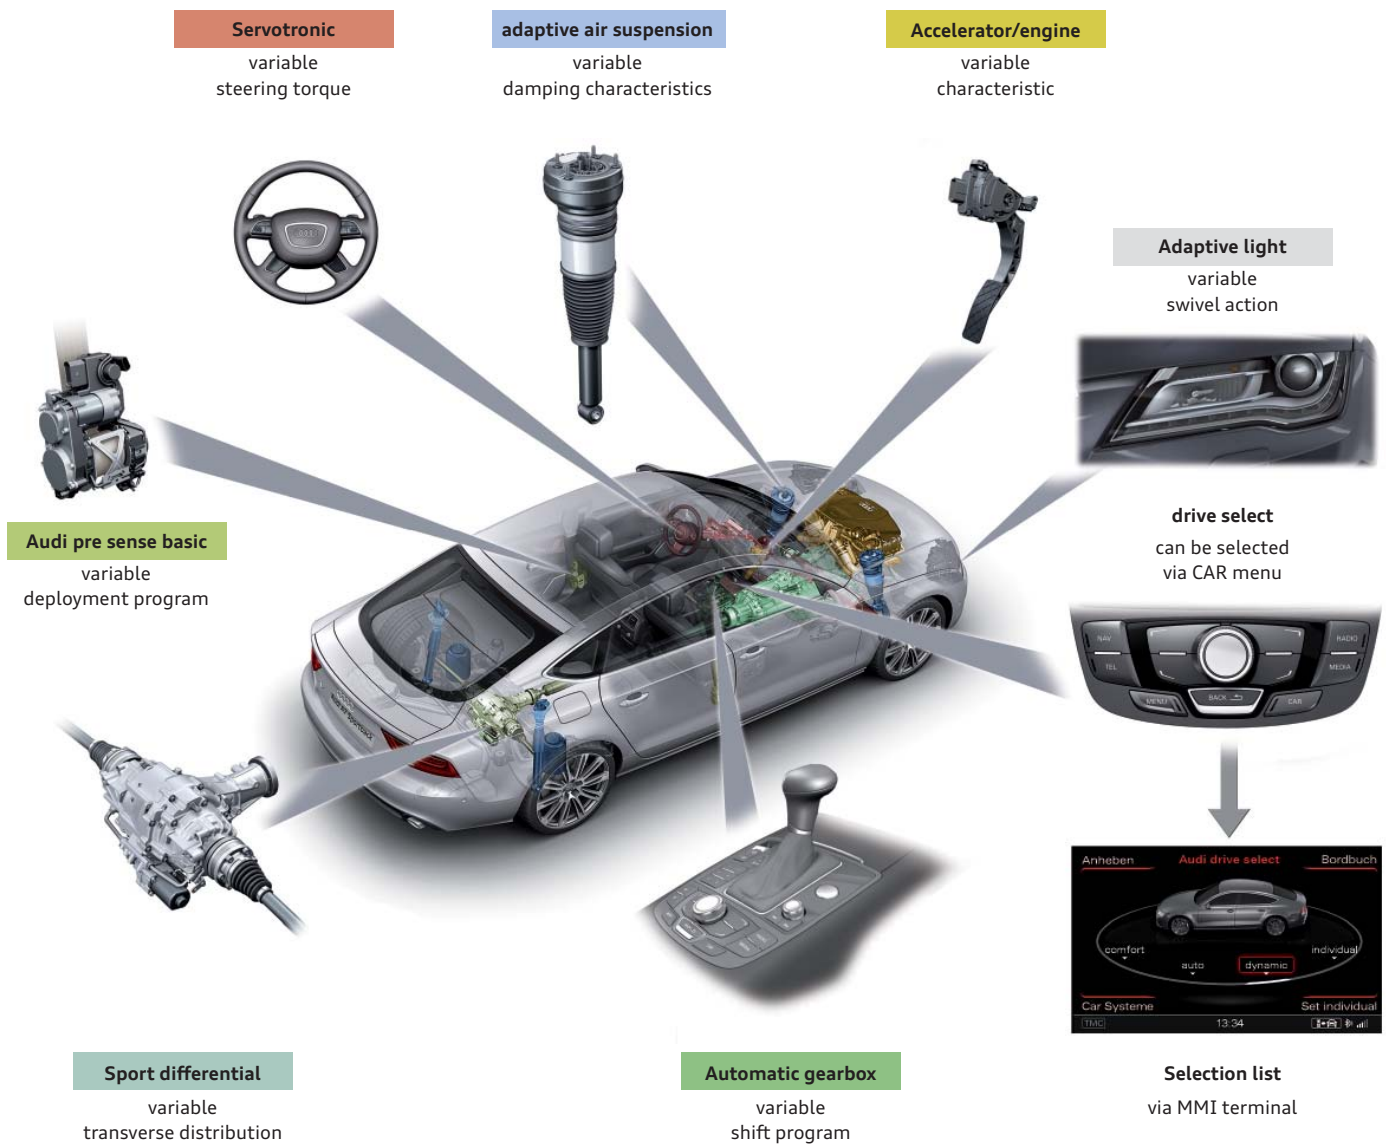 Servotronic
variable
steering torque
adaptive air suspension
variable
damping characteristics
Accelerator/engine
variable
characteristic
Adaptive light
variable
swivel action
Audi pre sense basic
variable
deployment program
drive select
can be selected
via CAR menu
NAV
TEL
RADIO
MEDIA
MENU
BACK
CAR
Anheben
Audi drive select
Bordbuch
comfort
auto
dynamic
individual
Car Systeme
Set individual
TMC
13:34
Sport differential
variable
transverse distribution
Automatic gearbox
variable
shift program
Selection list
via MMI terminal